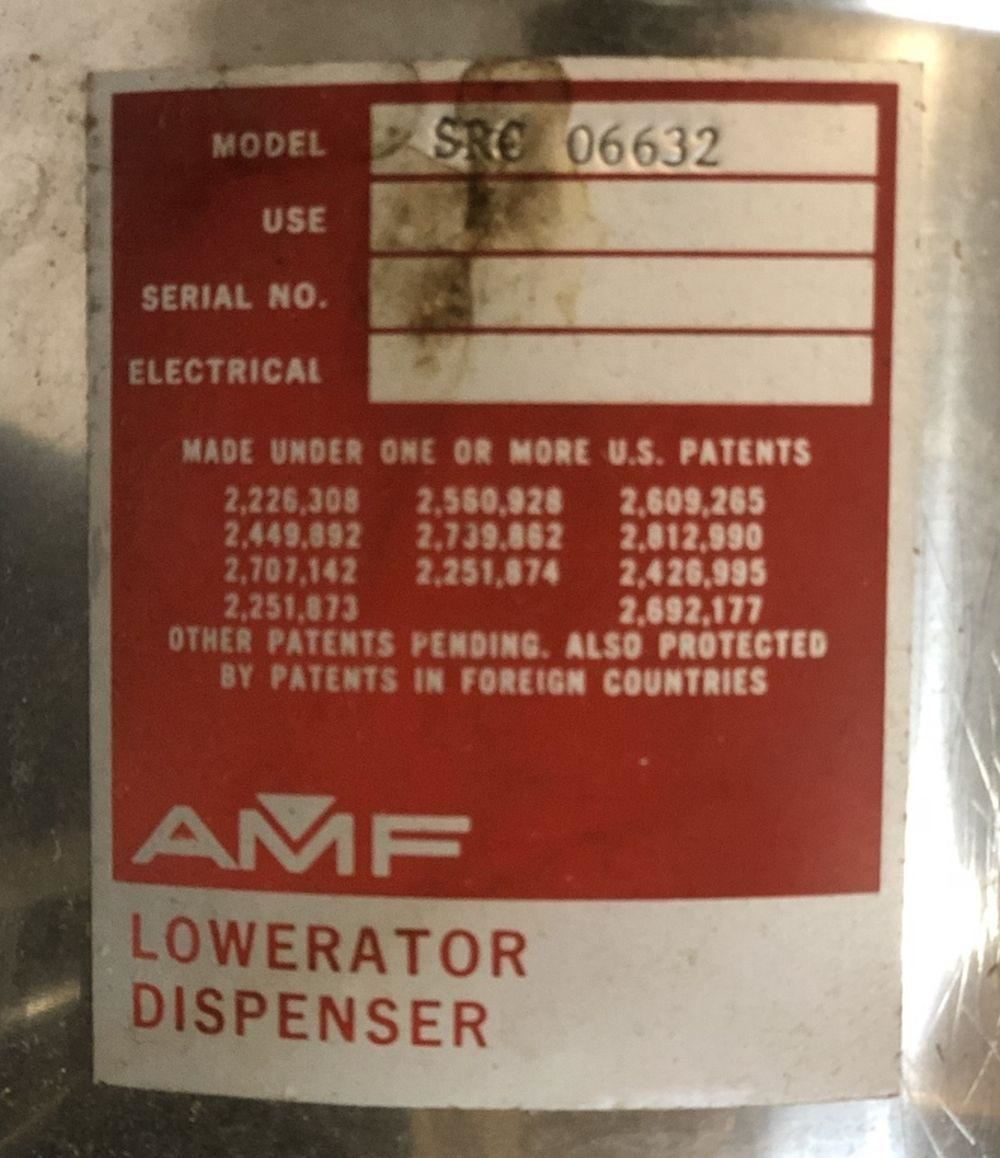 MODEL SRC 06632
USE
SERIAL NO.
ELECTRICAL
MADE UNDER ONE OR MORE U.S. PATENTS
2,226,308 2,560,928 2,609,265
2,449,892 2,739,862 2,812,990
2,707,142 2,251,874 2,426,995
2,251,873 2,692,177
OTHER PATENTS PENDING. ALSO PROTECTED
BY PATENTS IN FOREIGN COUNTRIES
AMF
LOWERATOR
DISPENSER